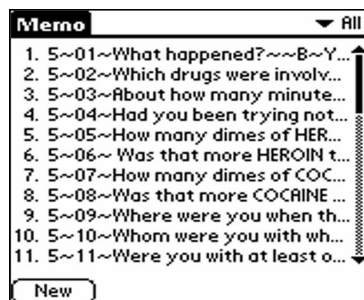 Memo
All
1. 5~01~What happened?~~B~Y...
2. 5~02~Which drugs were involv...
3. 5~03~About how many minute...
4. 5~04~Had you been trying not...
5. 5~05~How many dimes of HER...
6. 5~06~ Was that more HEROIN t...
7. 5~07~How many dimes of COC...
8. 5~08~Was that more COCAINE ...
9. 5~09~Where were you when th...
10. 5~10~Whom were you with wh...
11. 5~11~Were you with at least o...
New